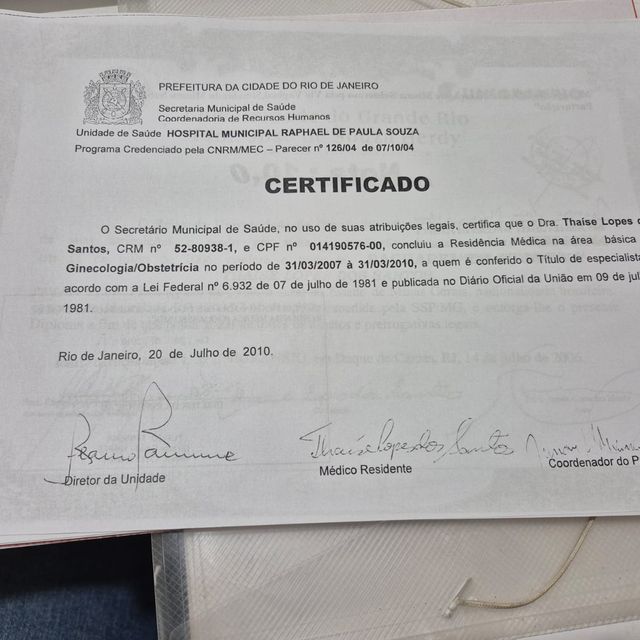 PREFEITURA DA CIDADE DO RIO DE JANEIRO
Secretaria Municipal de Saúde
Coordenadoria de Recursos Humanos
Unidade de Saúde HOSPITAL MUNICIPAL RAPHAEL DE PAULA SOUZA
Programa Credenciado pela CNRM/MEC – Parecer nº 126/04 de 07/10/04
CERTIFICADO
O Secretário Municipal de Saúde, no uso de suas atribuições legais, certifica que o Dra. Thaíse Lopes
Santos, CRM nº 52-80938-1, e CPF nº 014190576-00, concluiu a Residência Médica na área básica
Ginecologia/Obstetrícia no período de 31/03/2007 à 31/03/2010, a quem é conferido o Título de especialista
acordo com a Lei Federal nº 6.932 de 07 de julho de 1981 e publicada no Diário Oficial da União em 09 de
1981.
Rio de Janeiro, 20 de Julho de 2010.
Thaíse Lopes dos Santos
Diretor da Unidade
Médico Residente
Coordenador do